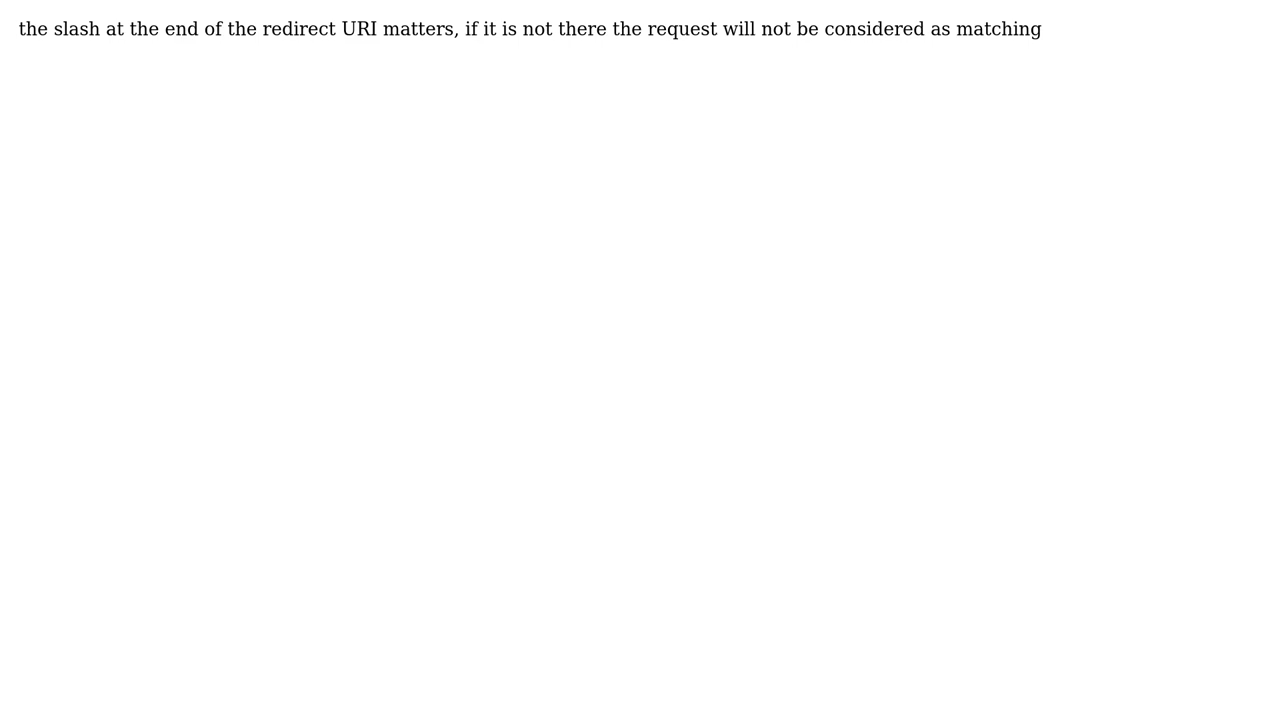 the slash at the end of the redirect URI matters, if it is not there the request will not be considered as matching